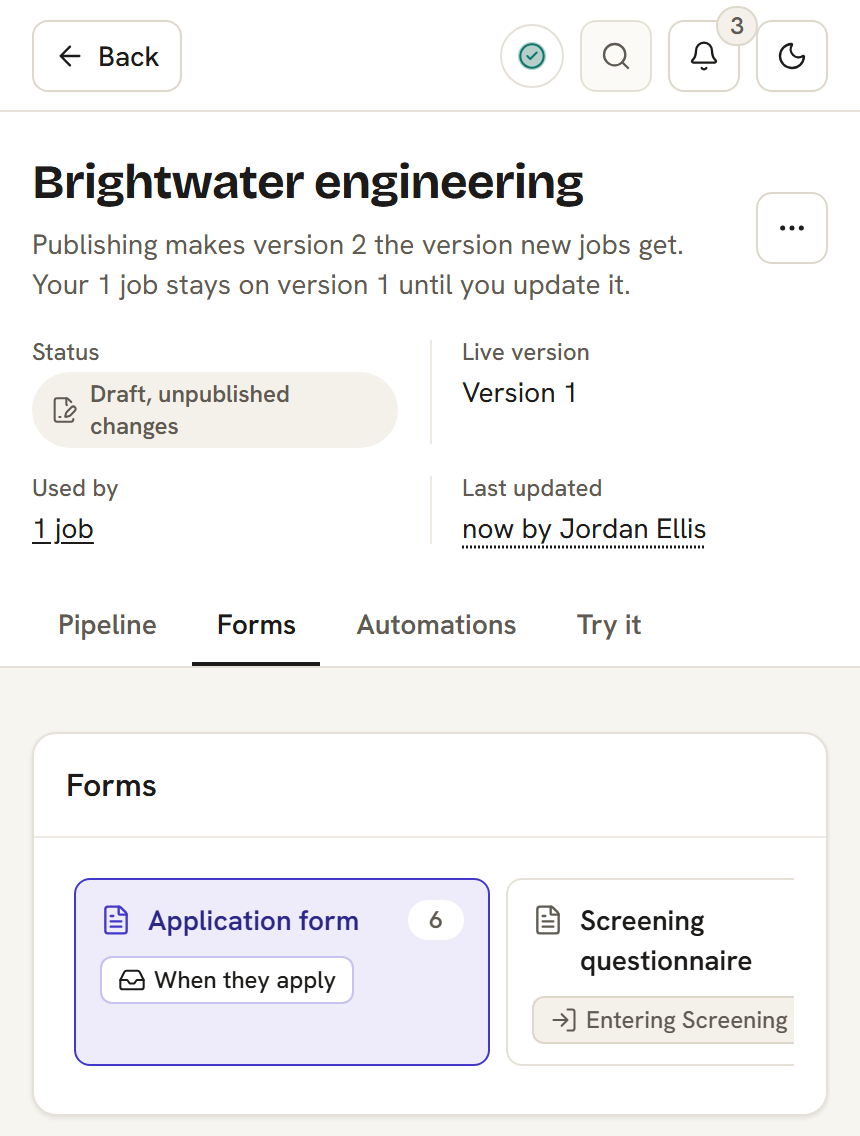 Back
3
Brightwater engineering
Publishing makes version 2 the version new jobs get.
Your 1 job stays on version 1 until you update it.
Status
Draft, unpublished
changes
Live version
Version 1
Used by
1 job
Last updated
now by Jordan Ellis
Pipeline
Forms
Automations
Try it
Forms
Application form
6
When they apply
Screening
questionnaire
Entering Screening